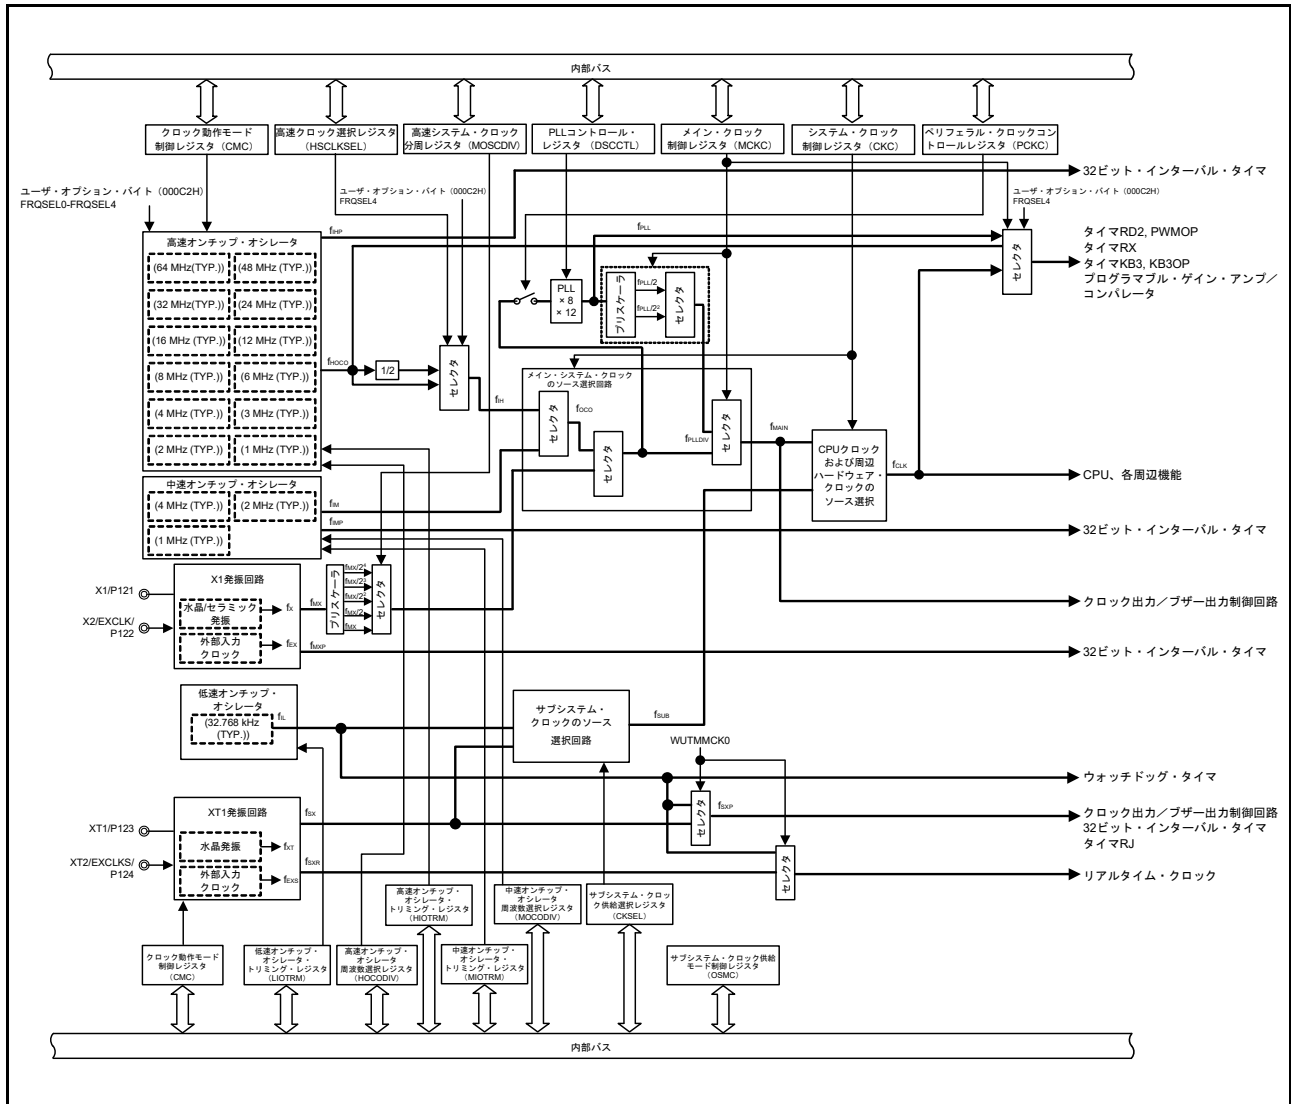 内部バス
クロック動作モード
制御レジスタ（CMC）
高速クロック選択レジスタ
（HSCLKSEL）
高速システム・クロック
分周レジスタ（MOSCDIV）
PLLコントロール・
レジスタ（DSCCTL）
メイン・クロック
制御レジスタ（MCKC）
システム・クロック
制御レジスタ（CKC）
ペリフェラル・クロックコン
トロールレジスタ（PCKC）
ユーザ・オプション・バイト（000C2H）
FRQSEL0-FRQSEL4
ユーザ・オプション・バイト（000C2H）
FRQSEL4
ユーザ・オプション・バイト（000C2H）
FRQSEL4
32ビット・インターバル・タイマ
高速オンチップ・オシレータ
(64 MHz(TYP.)) (48 MHz (TYP.))
(32 MHz(TYP.)) (24 MHz (TYP.))
(16 MHz (TYP.)) (12 MHz (TYP.))
(8 MHz (TYP.)) (6 MHz (TYP.))
(4 MHz (TYP.)) (3 MHz (TYP.))
(2 MHz (TYP.)) (1 MHz (TYP.))
fIHP
fHOCO
1/2
セレクタ
fIH
fPLL
PLL
× 8
× 12
プリスケーラ
fPLL/2
fPLL/2²
セレクタ
セレクタ
タイマRD2, PWMOP
タイマRX
タイマKB3, KB3OP
プログラマブル・ゲイン・アンプ／
コンパレータ
メイン・システム・クロック
のソース選択回路
セレクタ
fOCO
セレクタ
fPLLDIV
セレクタ
fMAIN
CPUクロック
および周辺
ハードウェア・
クロックの
ソース選択
fCLK
CPU、各周辺機能
中速オンチップ・オシレータ
(4 MHz (TYP.)) (2 MHz (TYP.))
(1 MHz (TYP.))
fIM
fIMP
32ビット・インターバル・タイマ
X1/P121
X2/EXCLK/
P122
X1発振回路
水晶/セラミック
発振
fX
外部入力
クロック
fEX
fMX
fMXP
プリスケーラ
fMX/2⁴
fMX/2³
fMX/2²
fMX/2
fMX
セレクタ
クロック出力／ブザー出力制御回路
32ビット・インターバル・タイマ
低速オンチップ・
オシレータ
(32.768 kHz
(TYP.))
fIL
サブシステム・
クロックのソース
選択回路
fSUB
WUTMMCK0
ウォッチドッグ・タイマ
XT1/P123
XT2/EXCLKS/
P124
XT1発振回路
水晶発振
fXT
外部入力
クロック
fEXS
fSX
fSXR
セレクタ
fSXP
クロック出力／ブザー出力制御回路
32ビット・インターバル・タイマ
タイマRJ
セレクタ
リアルタイム・クロック
高速オンチップ・
オシレータ・
トリミング・レジスタ
（HIOTRM）
中速オンチップ・
オシレータ
周波数選択レジスタ
（MOCODIV）
サブシステム・クロッ
ク供給選択レジスタ
（CKSEL）
クロック動作モード
制御レジスタ
（CMC）
低速オンチップ・
オシレータ・
トリミング・レジスタ
（LIOTRM）
高速オンチップ・
オシレータ
周波数選択レジスタ
（HOCODIV）
中速オンチップ・
オシレータ・
トリミング・レジスタ
（MIOTRM）
サブシステム・クロック供給
モード制御レジスタ
（OSMC）
内部バス